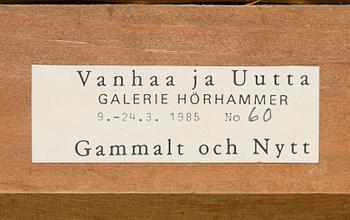 Vanhaa ja Uutta
GALERIE HÖRHAMMER
9.-24.3. 1985 No 60
Gammalt och Nytt